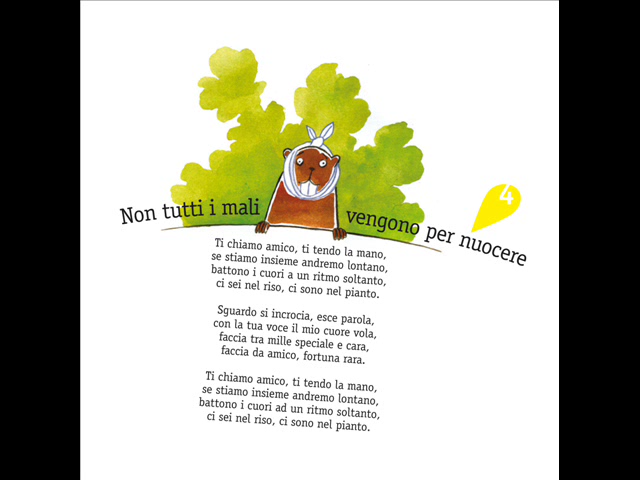 Non tutti i mali vengono per nuocere
4
Ti chiamo amico, ti tendo la mano,
se stiamo insieme andremo lontano,
battono i cuori a un ritmo soltanto,
ci sei nel riso, ci sono nel pianto.
Sguardo si incrocia, esce parola,
con la tua voce il mio cuore vola,
faccia tra mille speciale e cara,
faccia da amico, fortuna rara.
Ti chiamo amico, ti tendo la mano,
se stiamo insieme andremo lontano,
battono i cuori ad un ritmo soltanto,
ci sei nel riso, ci sono nel pianto.